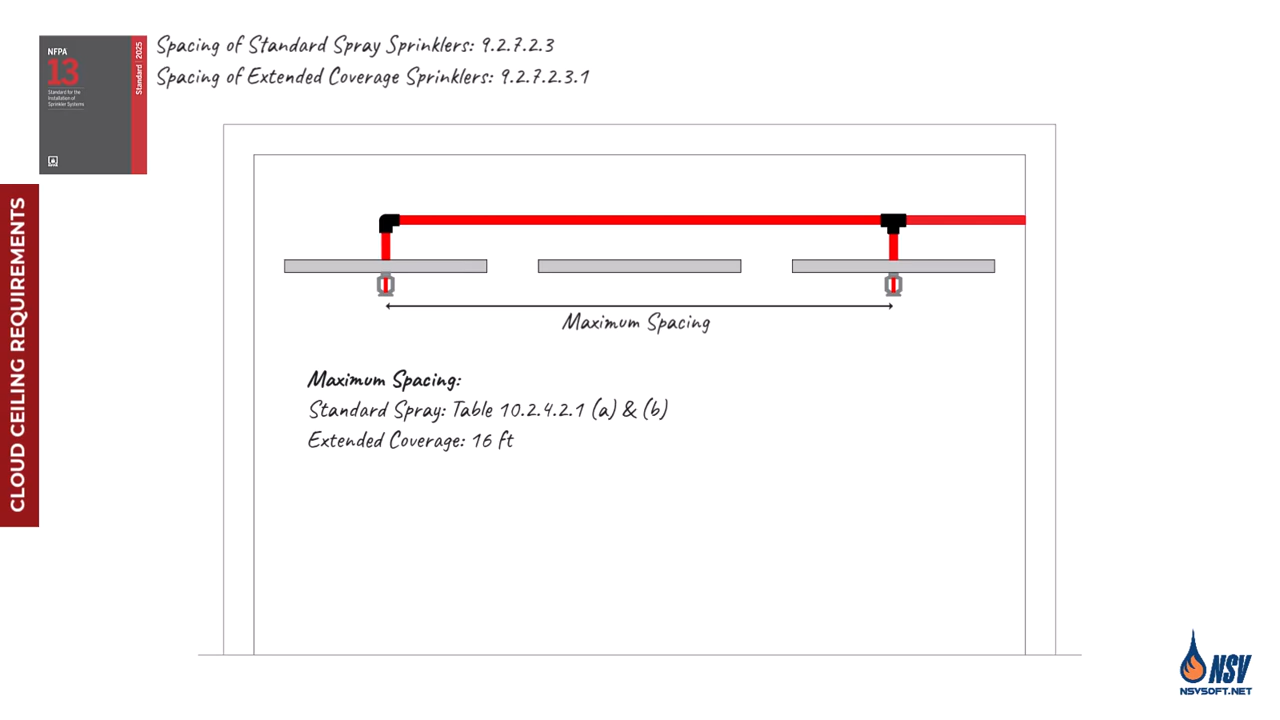 Spacing of Standard Spray Sprinklers: 9.2.7.2.3
Spacing of Extended Coverage Sprinklers: 9.2.7.2.3.1
NFPA
13
Standard for the
Installation of
Sprinkler Systems
Standard | 2025
NFPA
CLOUD CEILING REQUIREMENTS
Maximum Spacing
Maximum Spacing:
Standard Spray: Table 10.2.4.2.1 (a) & (b)
Extended Coverage: 16 ft
NSV
NSVSOFT.NET